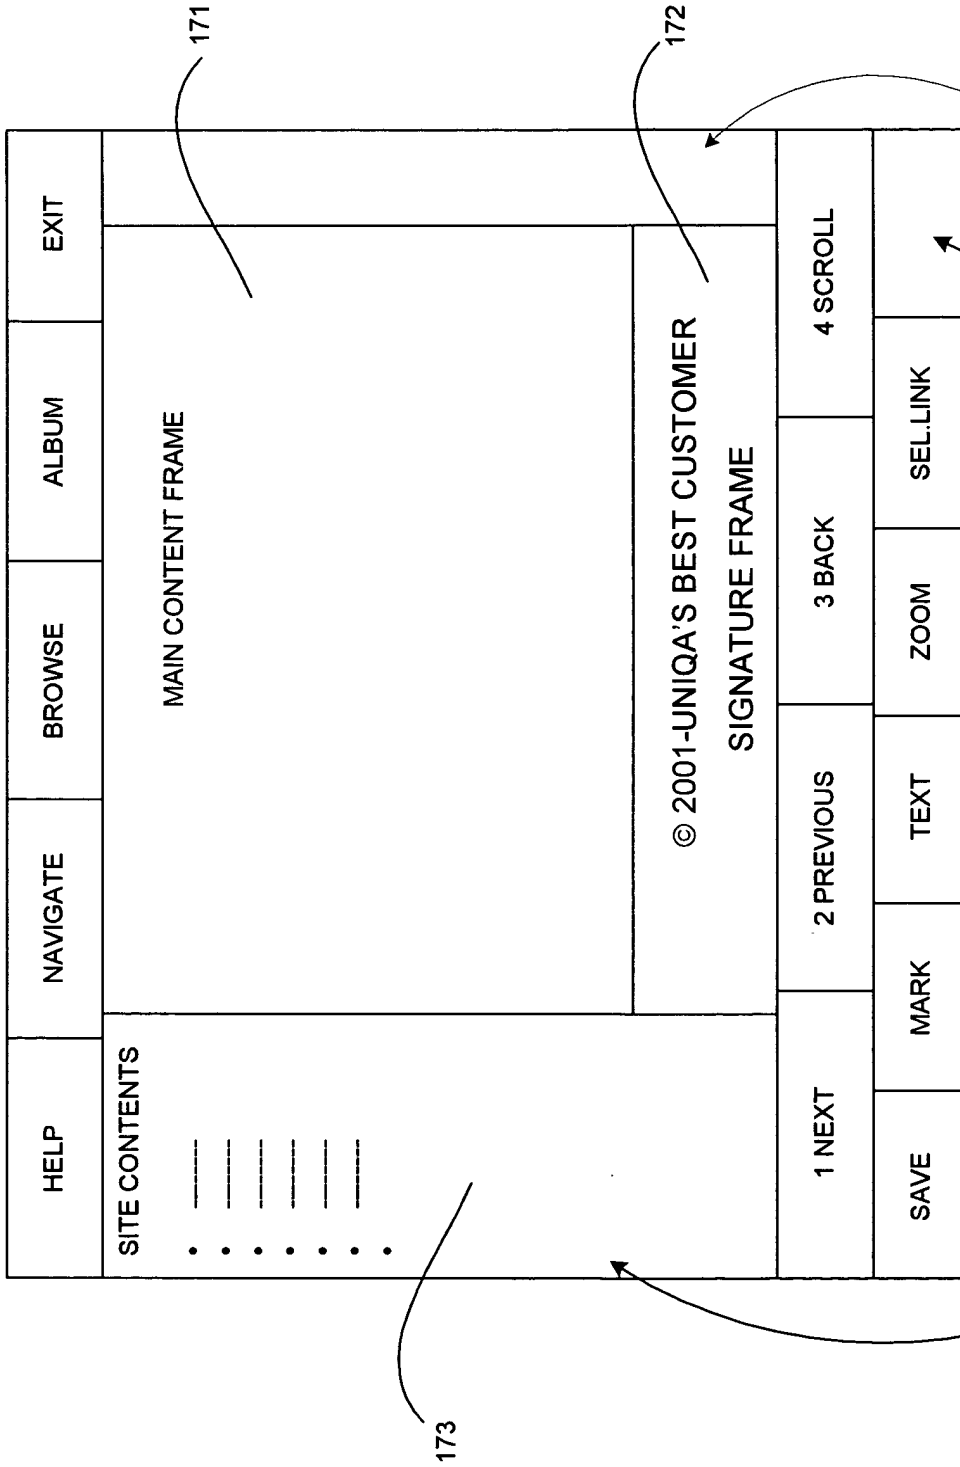 HELP
NAVIGATE
BROWSE
ALBUM
EXIT
SITE CONTENTS
MAIN CONTENT FRAME
171
© 2001-UNIQA'S BEST CUSTOMER
SIGNATURE FRAME
172
173
1 NEXT
2 PREVIOUS
3 BACK
4 SCROLL
SAVE
MARK
TEXT
ZOOM
SEL.LINK